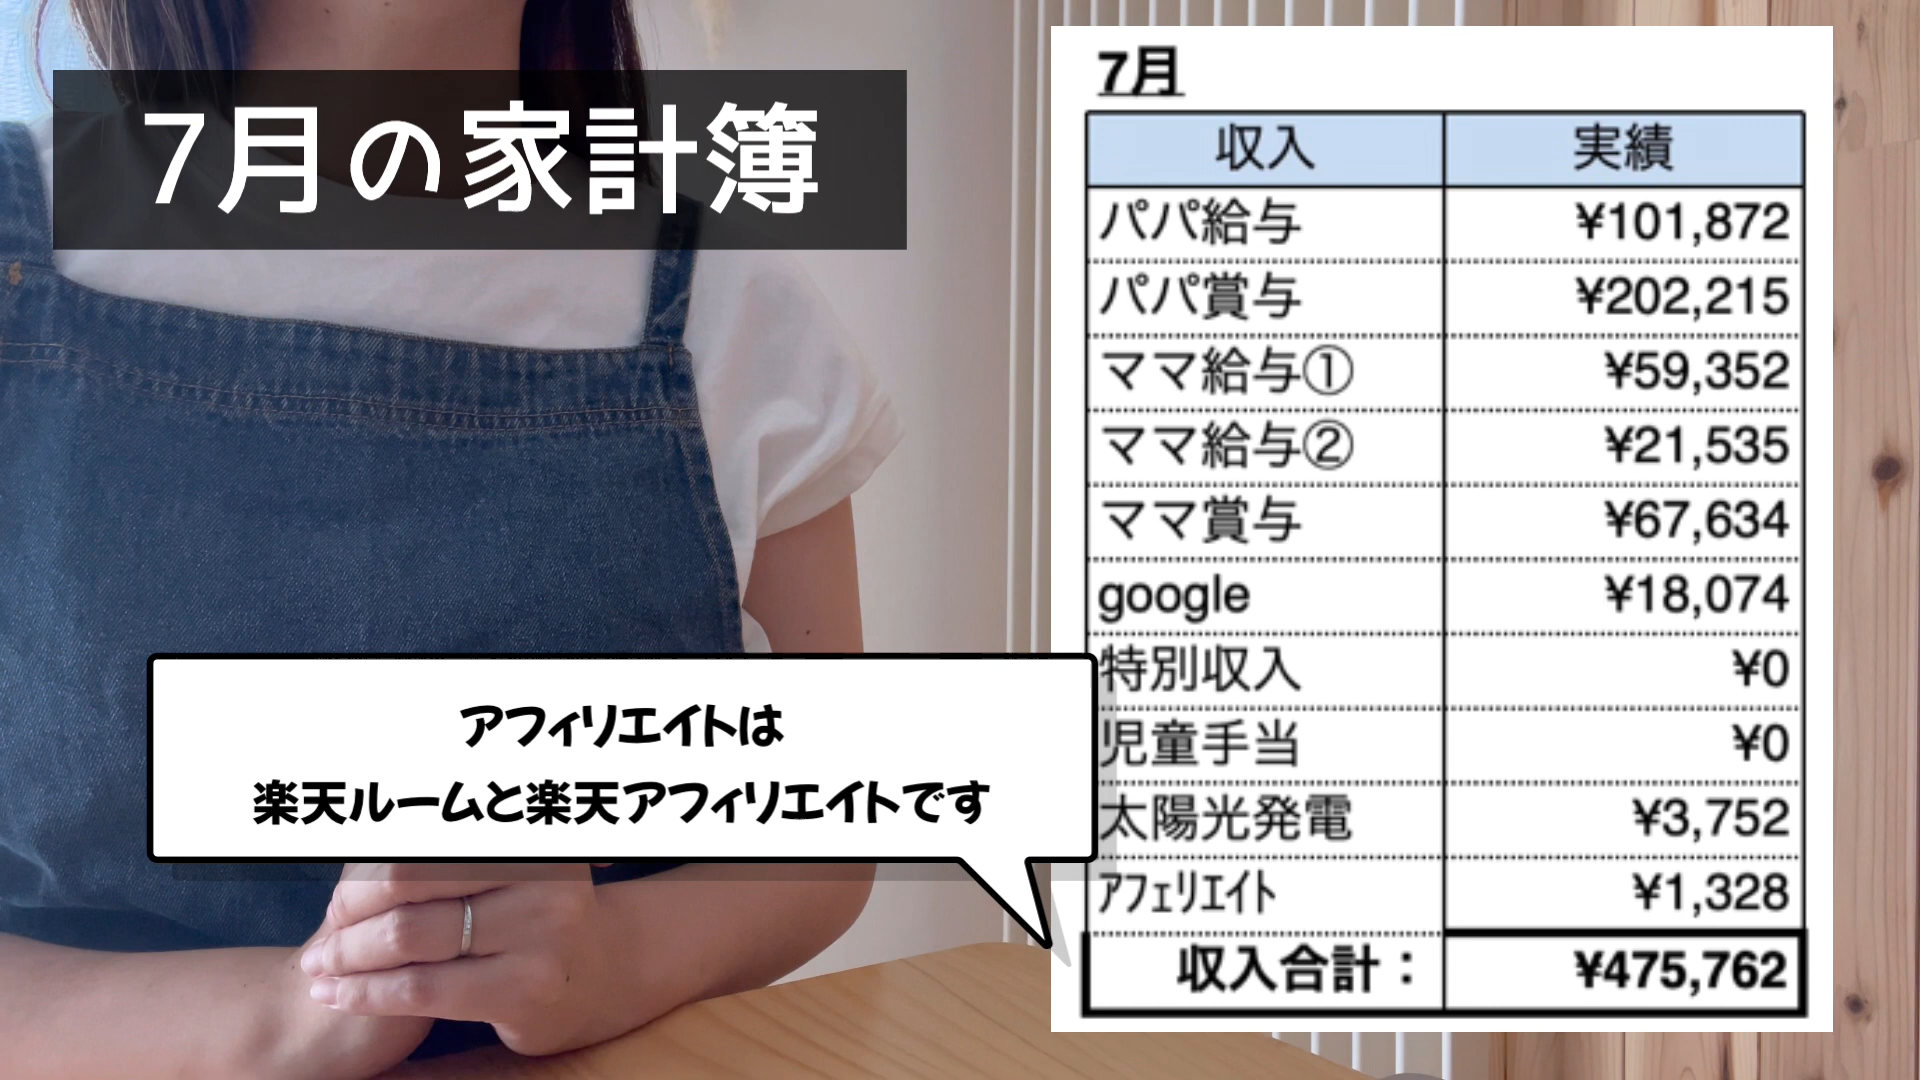 7月の家計簿
7月
収入 実績
パパ給与 ¥101,872
パパ賞与 ¥202,215
ママ給与① ¥59,352
ママ給与② ¥21,535
ママ賞与 ¥67,634
google ¥18,074
特別収入 ¥0
児童手当 ¥0
太陽光発電 ¥3,752
ｱﾌｪﾘｴｲﾄ ¥1,328
収入合計： ¥475,762
アフィリエイトは
楽天ルームと楽天アフィリエイトです